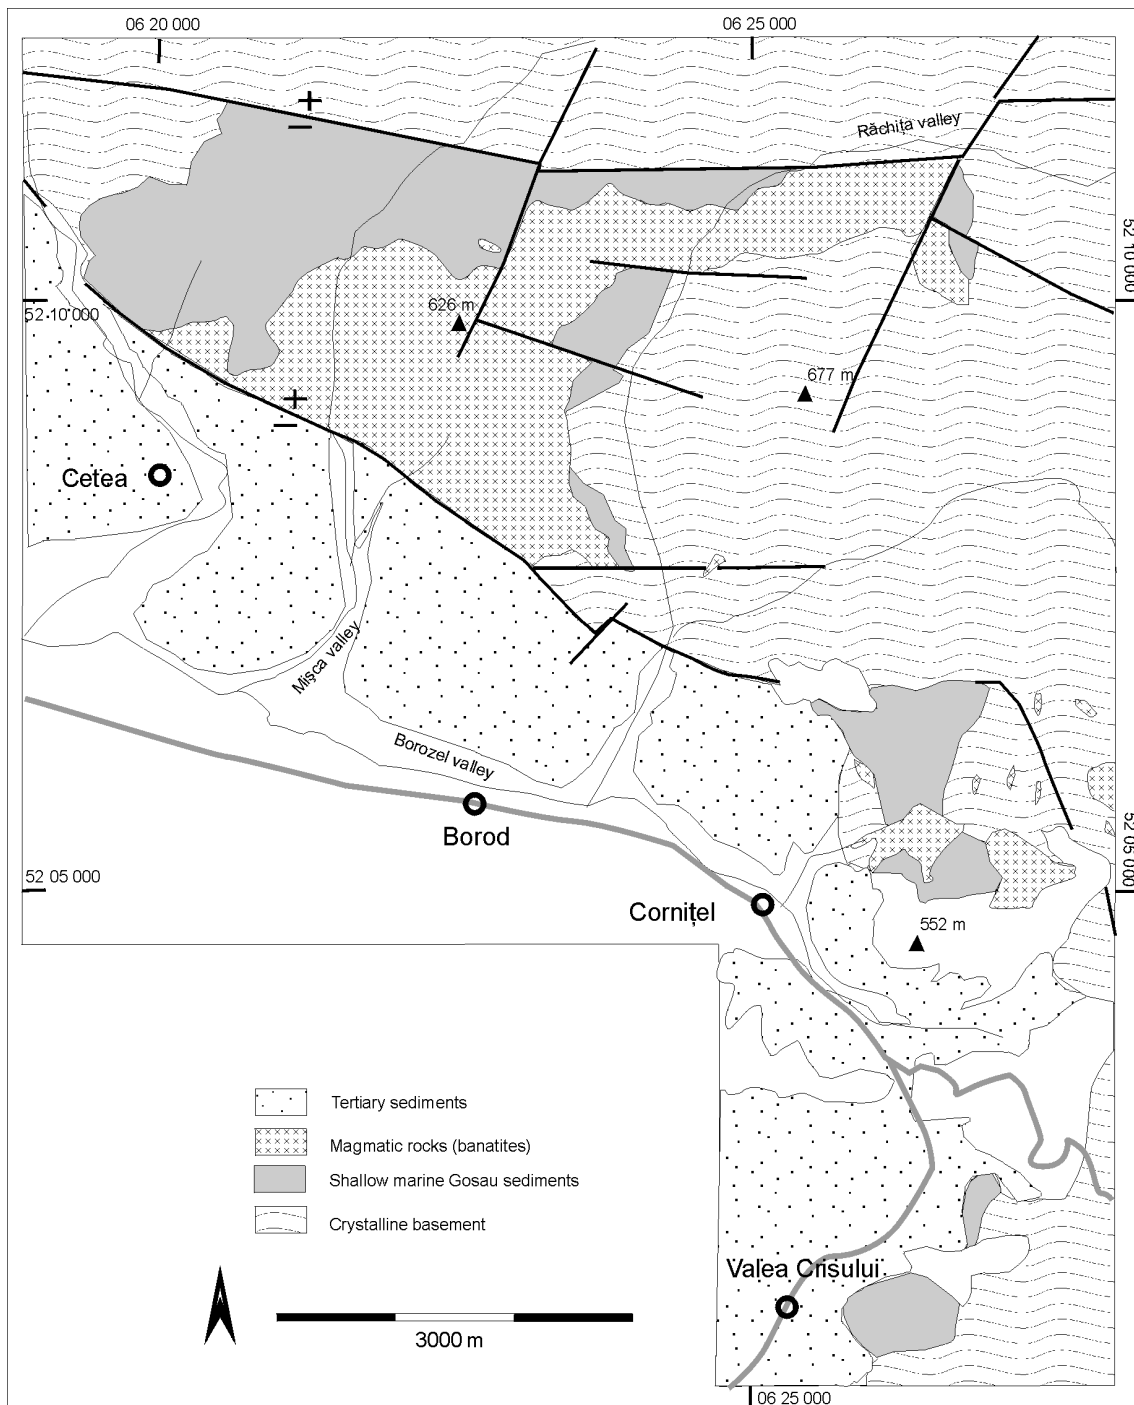 06 20 000
06 25 000
Răchița valley
52 10 000
52 10 000
626 m
677 m
Cetea
Mișca valley
Borozel valley
Borod
52 05 000
52 05 000
Cornițel
552 m
Tertiary sediments
Magmatic rocks (banatites)
Shallow marine Gosau sediments
Crystalline basement
Valea Crisului
3000 m
06 25 000